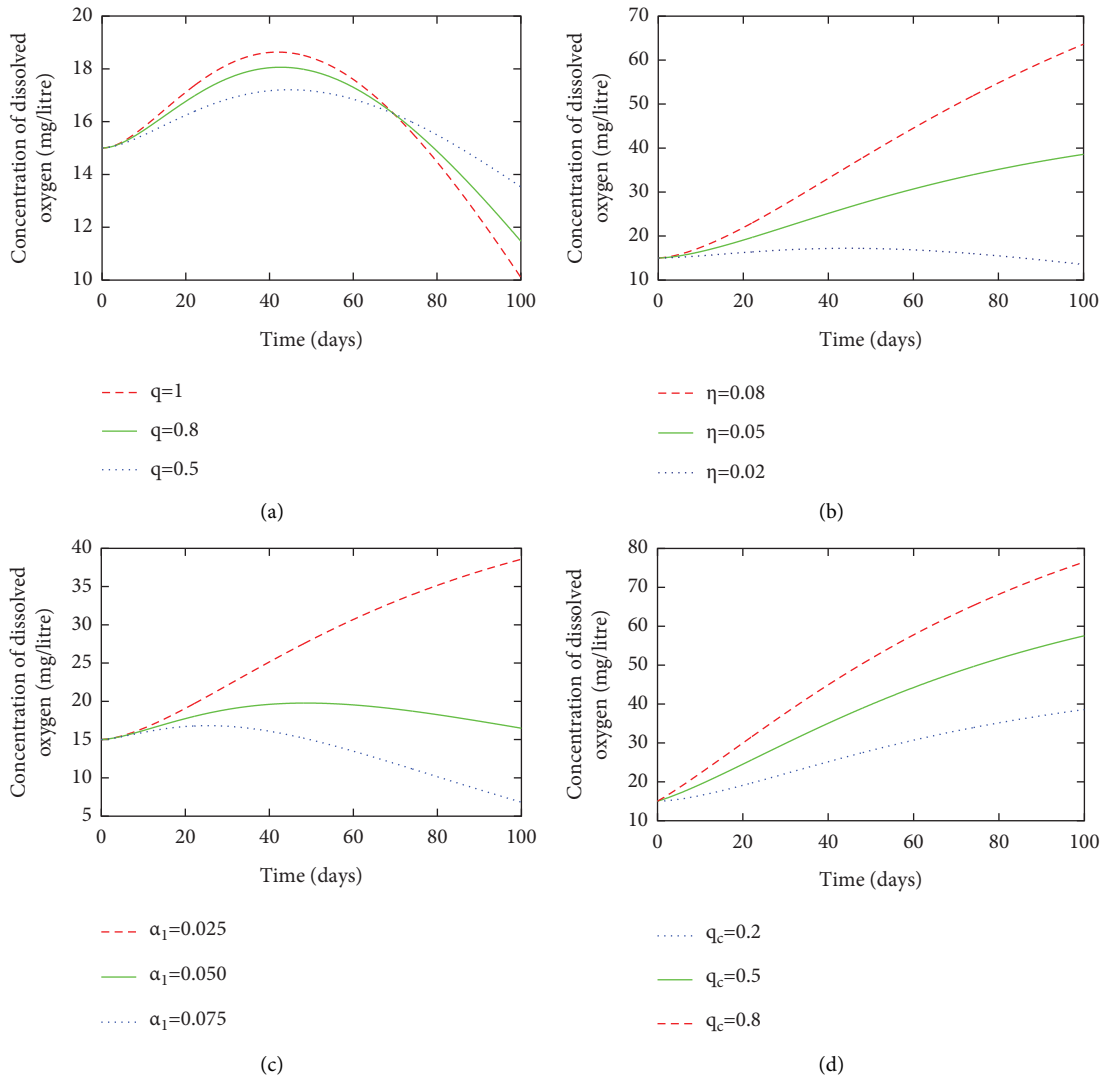 Concentration of dissolved
oxygen (mg/litre)
20
18
16
14
12
10
0
20
40
60
80
100
Time (days)
q=1
q=0.8
q=0.5
(a)
Concentration of dissolved
oxygen (mg/litre)
70
60
50
40
30
20
10
0
20
40
60
80
100
Time (days)
η=0.08
η=0.05
η=0.02
(b)
Concentration of dissolved
oxygen (mg/litre)
40
35
30
25
20
15
10
5
0
20
40
60
80
100
Time (days)
α₁=0.025
α₁=0.050
α₁=0.075
(c)
Concentration of dissolved
oxygen (mg/litre)
80
70
60
50
40
30
20
10
0
20
40
60
80
100
Time (days)
q_c=0.2
q_c=0.5
q_c=0.8
(d)